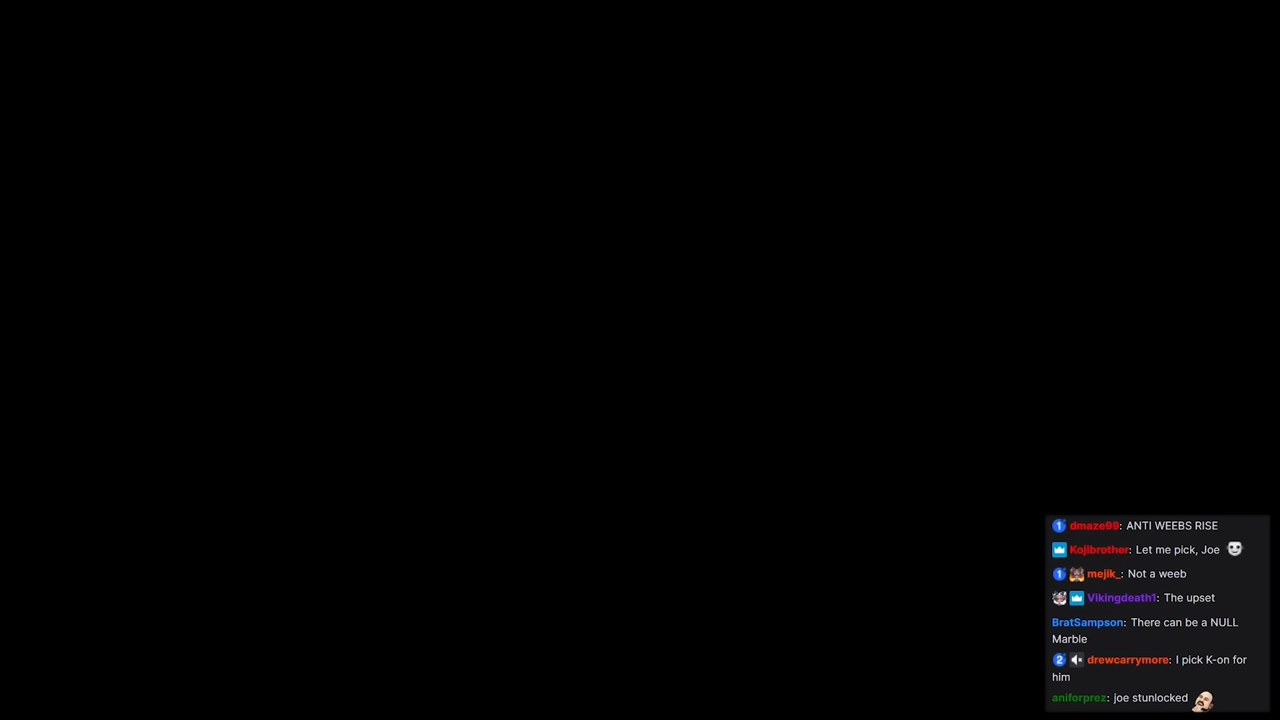 dmaze99: ANTI WEEBS RISE
Kojibrother: Let me pick, Joe
mejik_: Not a weeb
Vikingdeath1: The upset
BratSampson: There can be a NULL
Marble
drewcarrymore: I pick K-on for
him
aniforprez: joe stunlocked